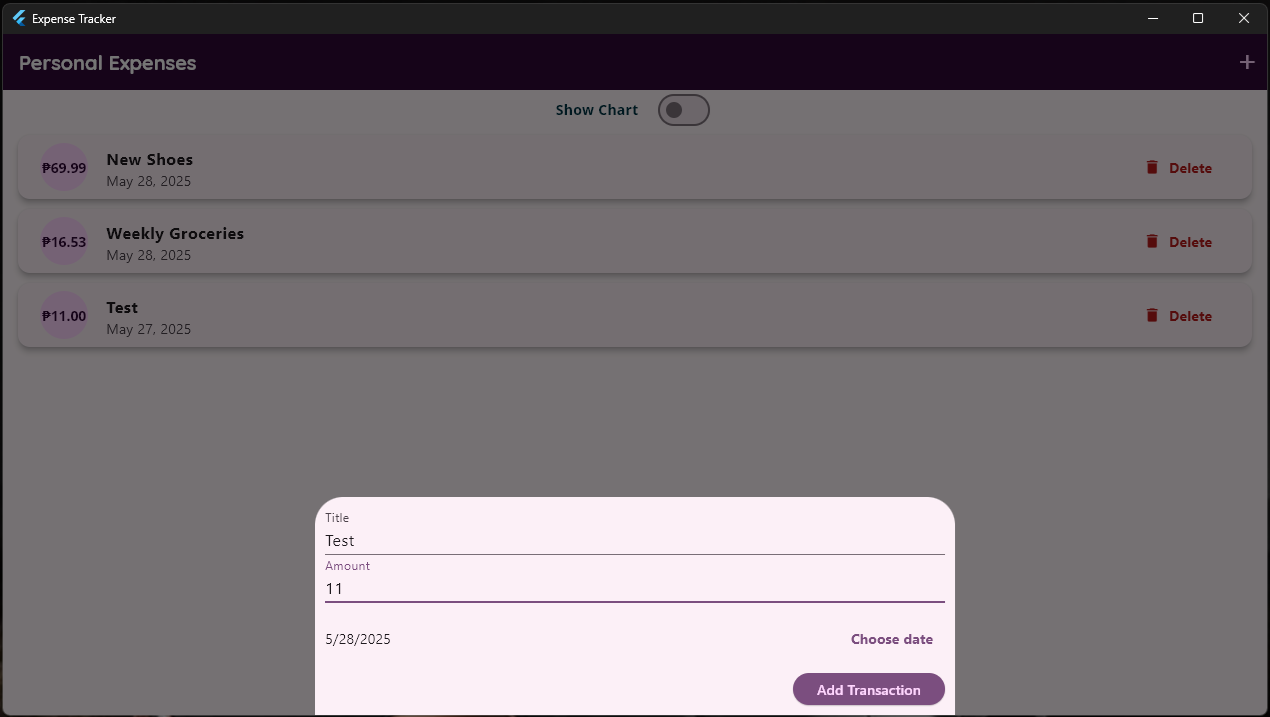 Expense Tracker
Personal Expenses
Show Chart
₱69.99 New Shoes Delete
May 28, 2025
₱16.53 Weekly Groceries Delete
May 28, 2025
₱11.00 Test Delete
May 27, 2025
Title
Test
Amount
11
5/28/2025 Choose date
Add Transaction